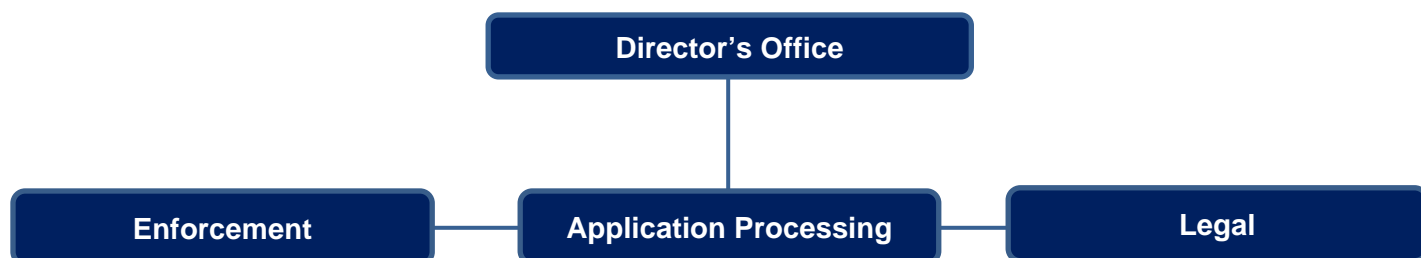 Director’s Office
Enforcement
Application Processing
Legal